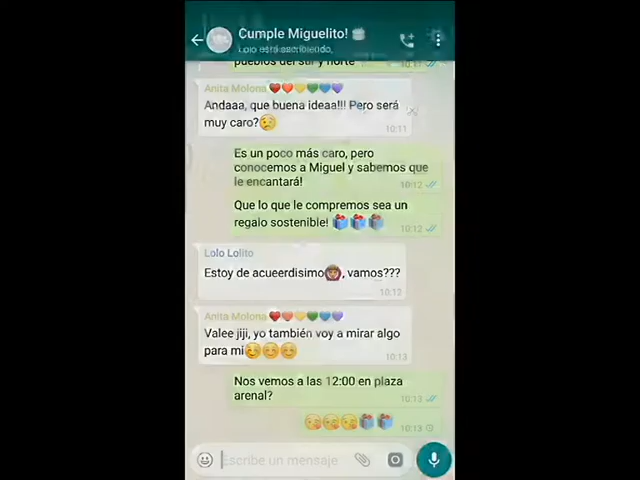 Cumple Miguelito! 🎂
Lolo está escribiendo,
pueblos del sur y norte
10:11
Anita Molona ❤️🧡💛💚💙💜
Andaaa, que buena ideaa!!! Pero será
muy caro?😢
10:11
Es un poco más caro, pero
conocemos a Miguel y sabemos que
le encantará!
10:12
Que lo que le compremos sea un
regalo sostenible! 🎁🎁🎁
10:12
Lolo Lolito
Estoy de acueerdisimo🙆, vamos???
10:12
Anita Molona ❤️🧡💛💚💙💜
Valee jiji, yo también voy a mirar algo
para mi☺️☺️☺️
10:13
Nos vemos a las 12:00 en plaza
arenal?
10:13
😘😘😘🎁🎁
10:13
Escribe un mensaje